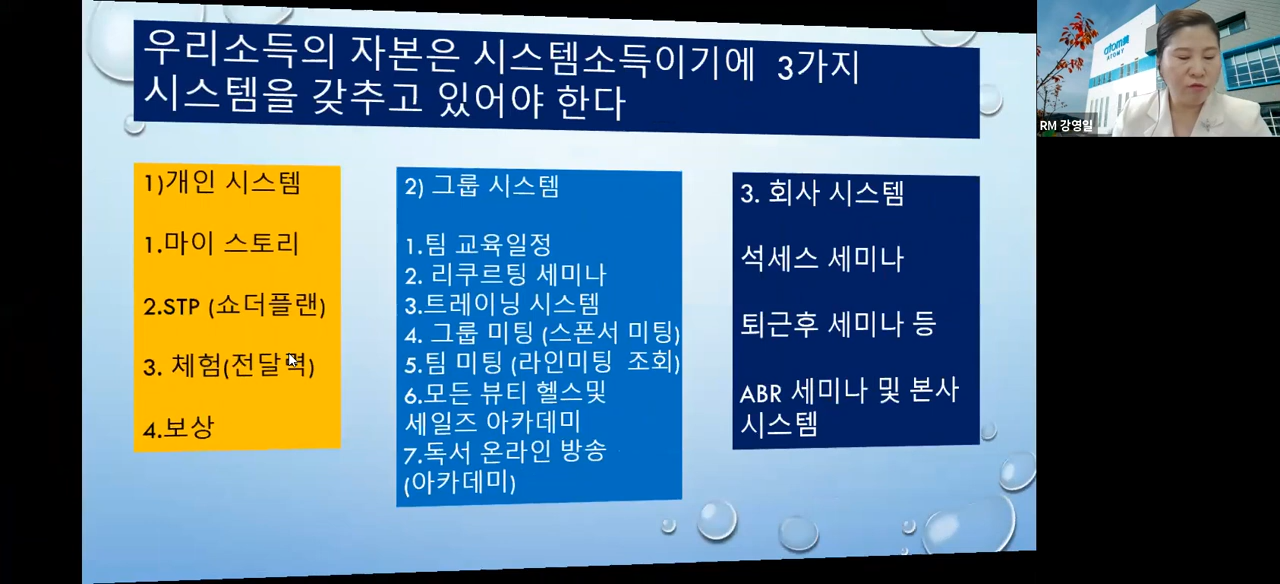 우리소득의 자본은 시스템소득이기에 3가지
시스템을 갖추고 있어야 한다
1)개인 시스템
1.마이 스토리
2.STP (쇼더플랜)
3. 체험(전달력)
4.보상
2) 그룹 시스템
1.팀 교육일정
2. 리쿠르팅 세미나
3.트레이닝 시스템
4. 그룹 미팅 (스폰서 미팅)
5.팀 미팅 (라인미팅 조회)
6.모든 뷰티 헬스및
세일즈 아카데미
7.독서 온라인 방송
(아카데미)
3. 회사 시스템
석세스 세미나
퇴근후 세미나 등
ABR 세미나 및 본사
시스템
atom美
ATOMY
RM 강영일